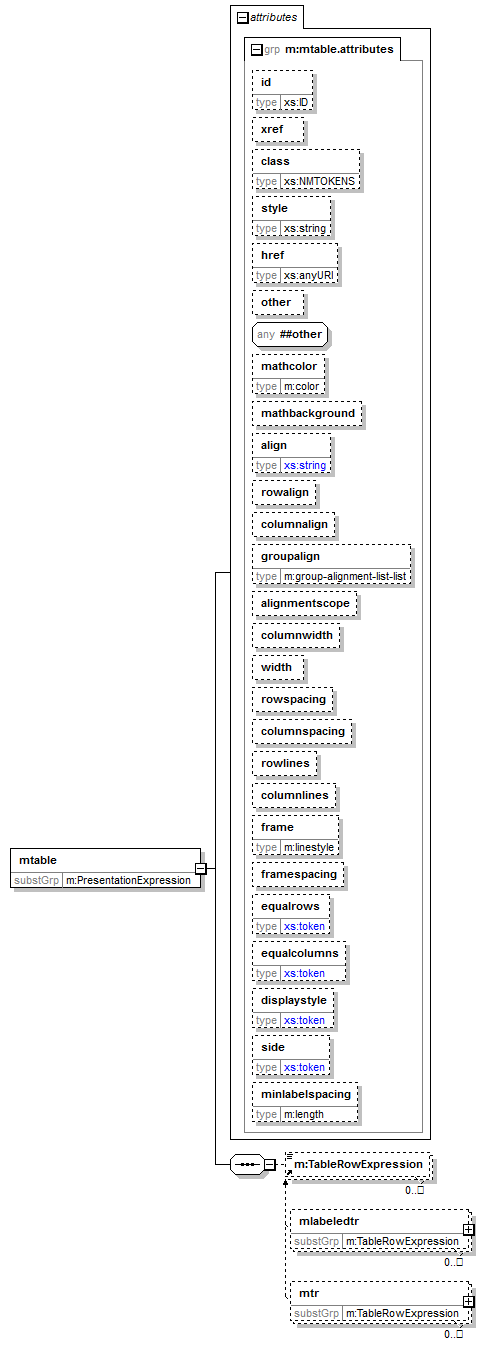 attributes
grp m:mtable.attributes
id
type xs:ID
xref
class
type xs:NMTOKENS
style
type xs:string
href
type xs:anyURI
other
any ##other
mathcolor
type m:color
mathbackground
align
type xs:string
rowalign
columnalign
groupalign
type m:group-alignment-list-list
alignmentscope
columnwidth
width
rowspacing
columnspacing
rowlines
columnlines
frame
type m:linestyle
framespacing
equalrows
type xs:token
equalcolumns
type xs:token
displaystyle
type xs:token
side
type xs:token
minlabelspacing
type m:length
mtable
substGrp m:PresentationExpression
m:TableRowExpression
0..□
mlabeledtr
substGrp m:TableRowExpression
0..□
mtr
substGrp m:TableRowExpression
0..□